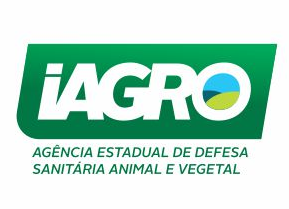 iAGRO
AGÊNCIA ESTADUAL DE DEFESA
SANITÁRIA ANIMAL E VEGETAL